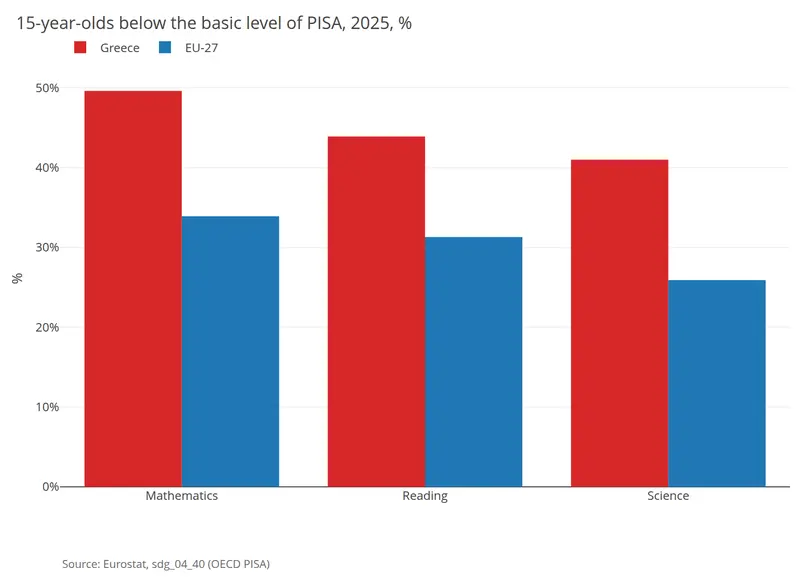 15-year-olds below the basic level of PISA, 2025, %
Greece EU-27
50%
40%
30%
20%
10%
0%
%
Mathematics Reading Science
Source: Eurostat, sdg_04_40 (OECD PISA)